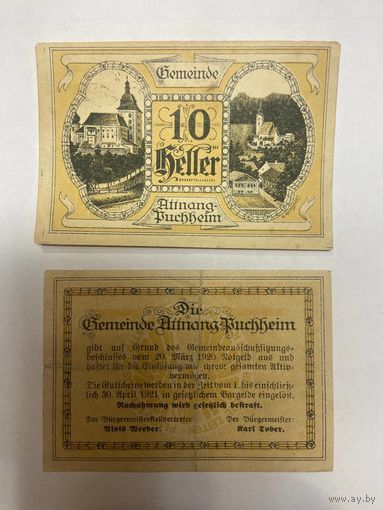 Gemeinde
10
Heller
Attnang-
Puchheim
Die
Gemeinde Attnang-Puchheim
gibt auf Grund des Gemeindeausschußsitzungs-
beschlusses vom 20. März 1920 Notgeld aus und
haftet für die Einlösung mit ihrem gesamten Aktiv-
vermögen.
Die Gutscheine werden in der Zeit vom 1. bis einschließ-
lich 30. April 1921 in gesetzlichem Bargelde eingelöst.
Nachahmung wird gesetzlich bestraft.
Der Bürgermeisterstellvertreter: Der Bürgermeister:
Alois Karl Tober.
ay.by